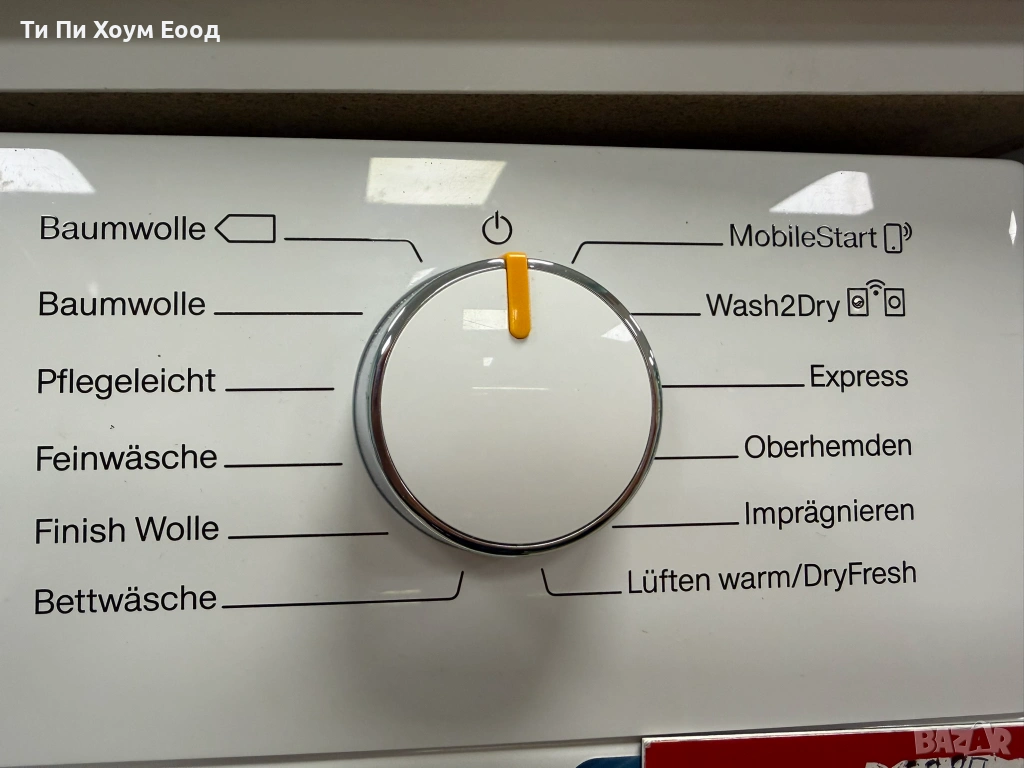 Ти Пи Хоум Еоод
Baumwolle
Baumwolle
Pflegeleicht
Feinwäsche
Finish Wolle
Bettwäsche
MobileStart
Wash2Dry
Express
Oberhemden
Imprägnieren
Lüften warm/DryFresh
BAZAR